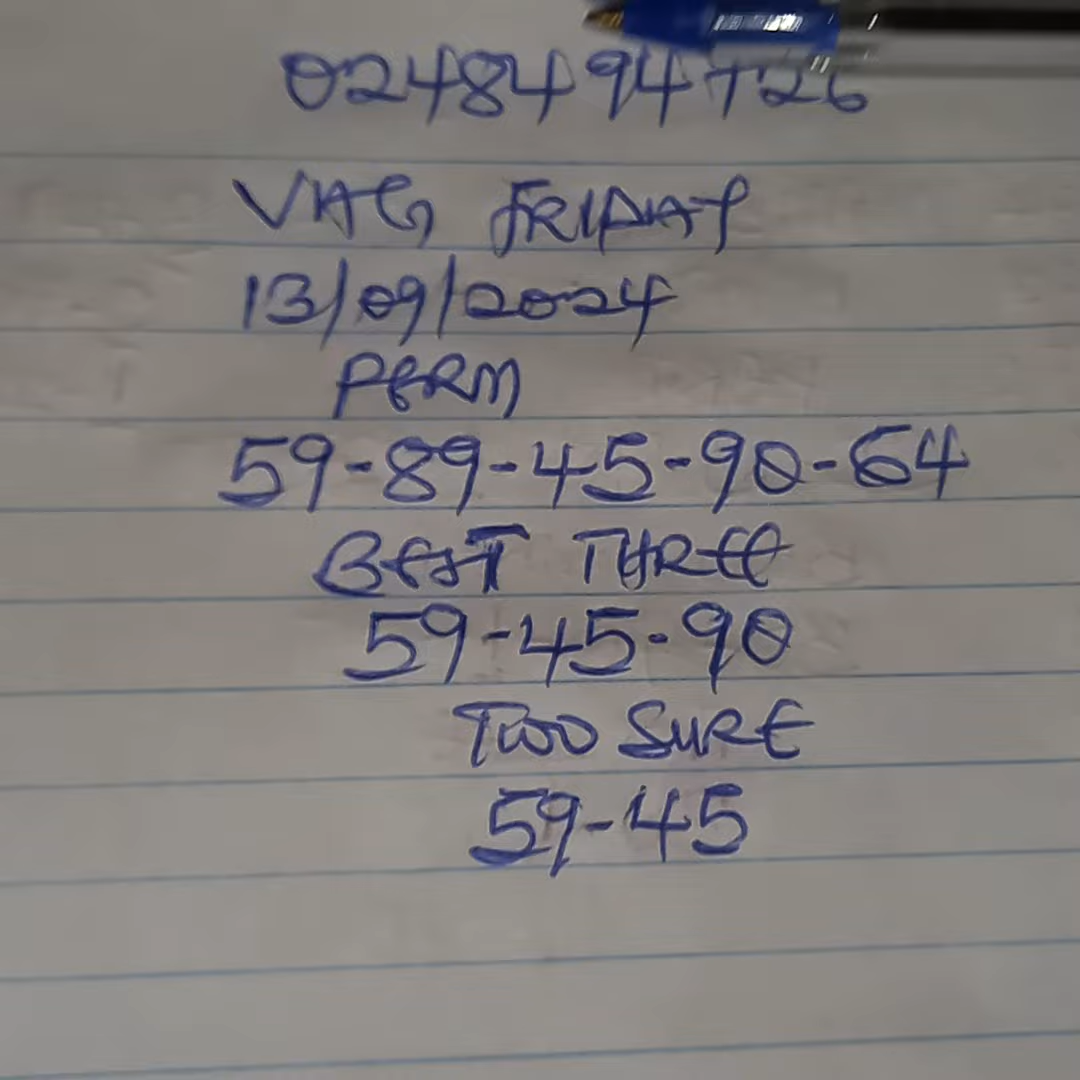 0248494726
VAG FRIDAY
13/09/2024
PERM
59-89-45-90-64
BEST THREE
59-45-90
TWO SURE
59-45